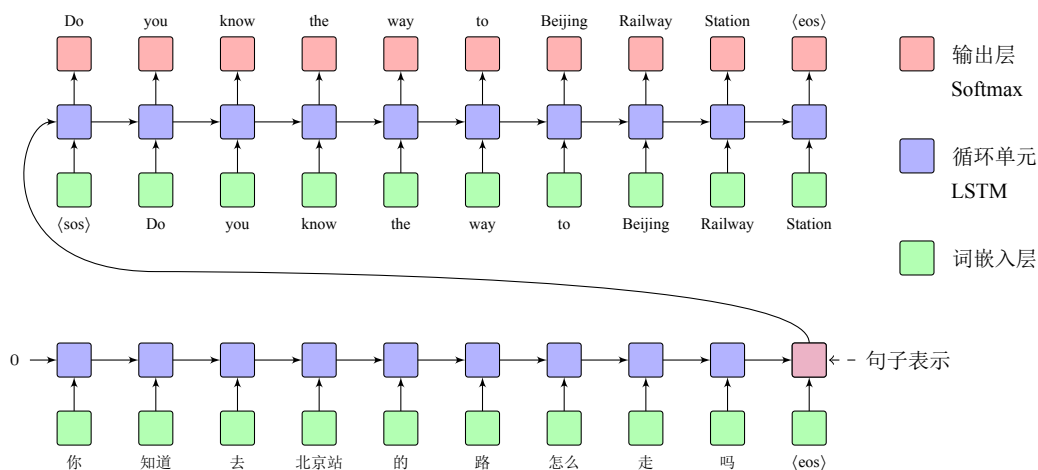 Do you know the way to Beijing Railway Station ⟨eos⟩
输出层
Softmax
循环单元
LSTM
⟨sos⟩ Do you know the way to Beijing Railway Station
词嵌入层
0
句子表示
你 知道 去 北京站 的 路 怎么 走 吗 ⟨eos⟩